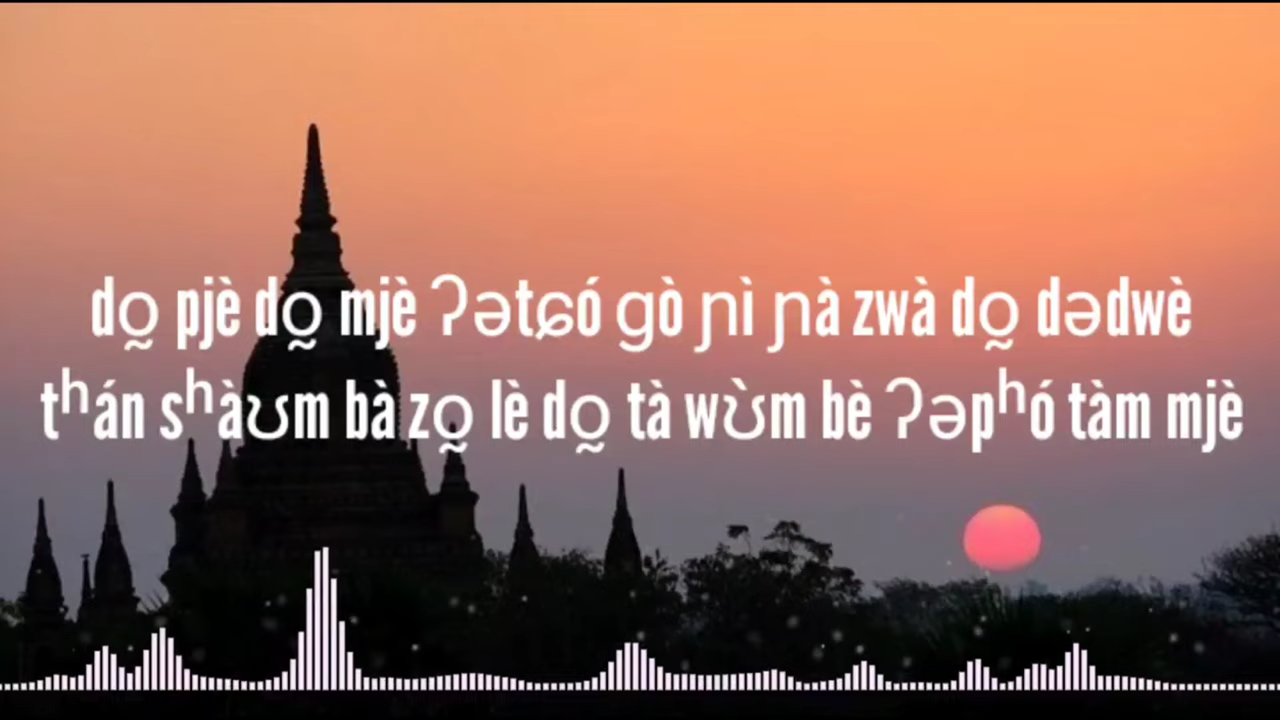 do̰ pjè do̰ mjè ʔətɕó gò ɲì ɲà zwà do̰ dədwè
tʰán sʰàʊm bà zo̰ lè do̰ tà wʊ̀m bè ʔəpʰó tàm mjè